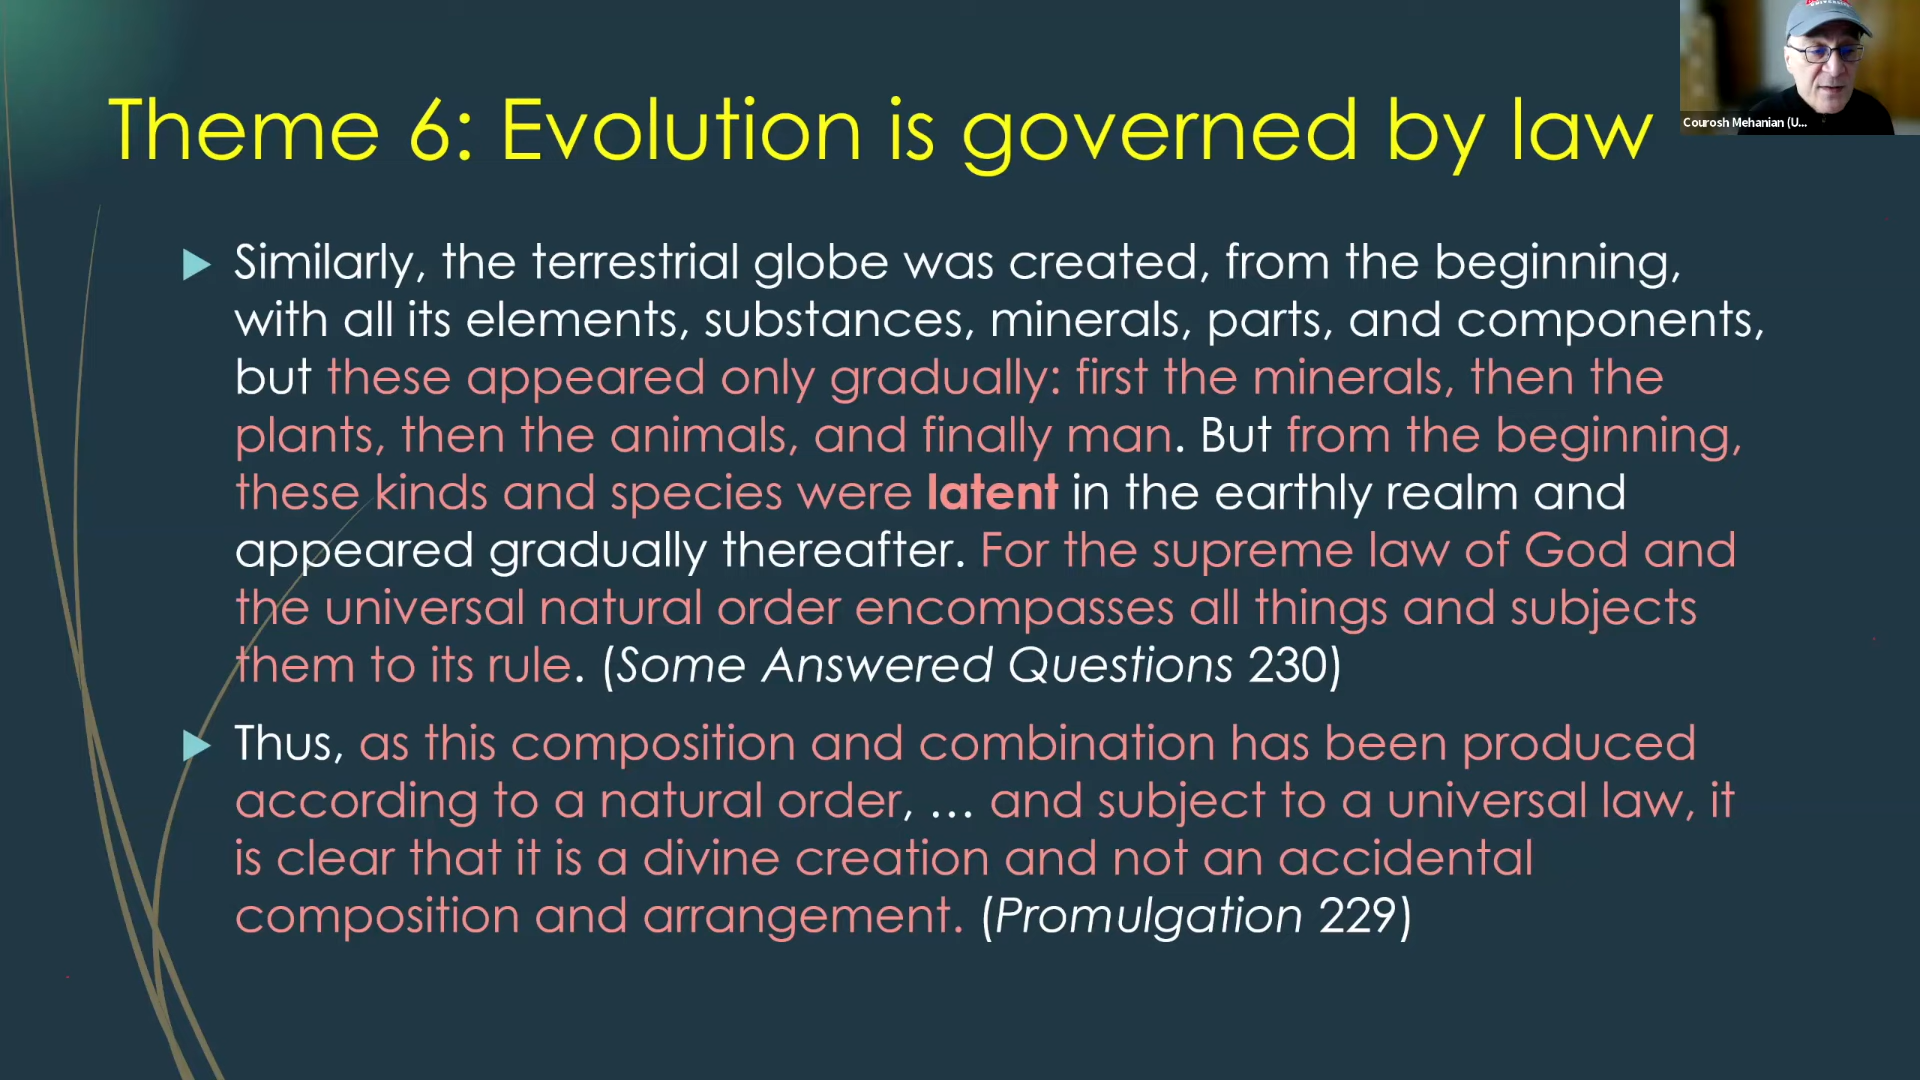 Theme 6: Evolution is governed by law
Courosh Mehanian (U...
Similarly, the terrestrial globe was created, from the beginning,
with all its elements, substances, minerals, parts, and components,
but these appeared only gradually: first the minerals, then the
plants, then the animals, and finally man. But from the beginning,
these kinds and species were latent in the earthly realm and
appeared gradually thereafter. For the supreme law of God and
the universal natural order encompasses all things and subjects
them to its rule. (Some Answered Questions 230)
Thus, as this composition and combination has been produced
according to a natural order, … and subject to a universal law, it
is clear that it is a divine creation and not an accidental
composition and arrangement. (Promulgation 229)